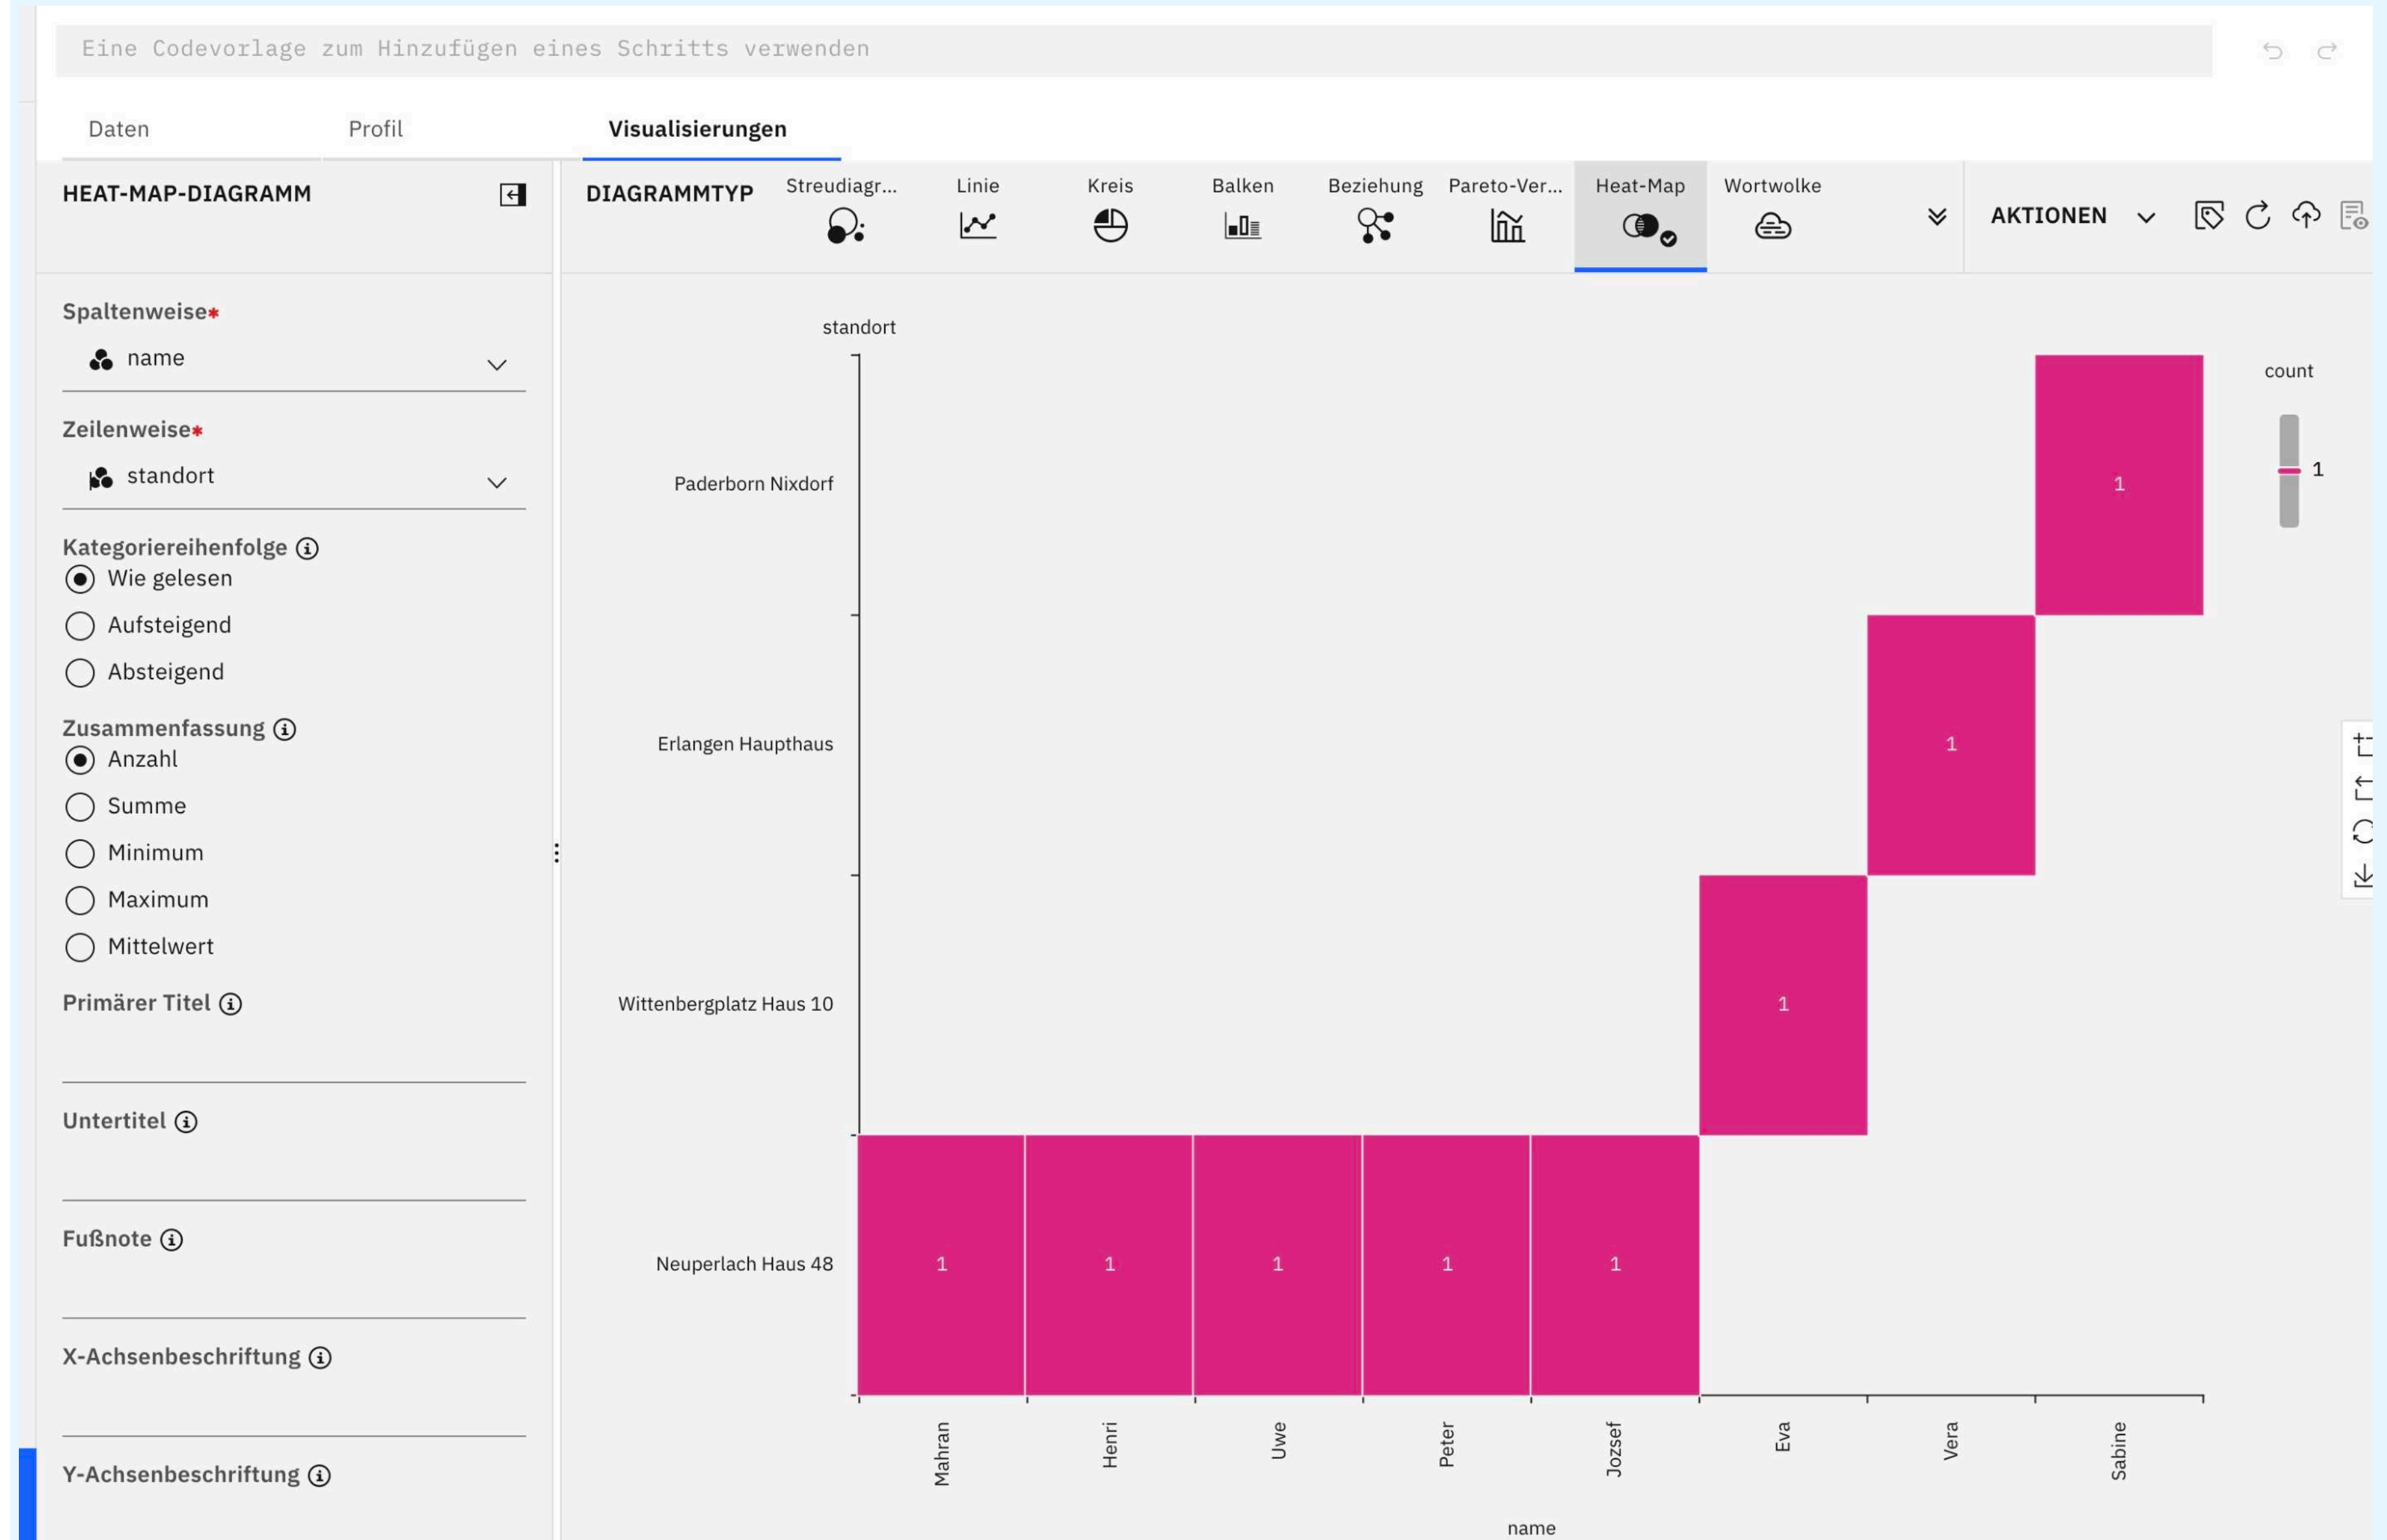 Eine Codevorlage zum Hinzufügen eines Schritts verwenden
Daten
Profil
Visualisierungen
HEAT-MAP-DIAGRAMM
DIAGRAMMTYP
Streudiagr...
Linie
Kreis
Balken
Beziehung
Pareto-Ver...
Heat-Map
Wortwolke
AKTIONEN
Spaltenweise*
name
Zeilenweise*
standort
Kategoriereihenfolge
Wie gelesen
Aufsteigend
Absteigend
Zusammenfassung
Anzahl
Summe
Minimum
Maximum
Mittelwert
Primärer Titel
Untertitel
Fußnote
X-Achsenbeschriftung
Y-Achsenbeschriftung
standort
Paderborn Nixdorf
1
Erlangen Haupthaus
1
Wittenbergplatz Haus 10
1
Neuperlach Haus 48
1
1
1
1
1
Mahran
Henri
Uwe
Peter
Jozsef
Eva
Vera
Sabine
name
count
1